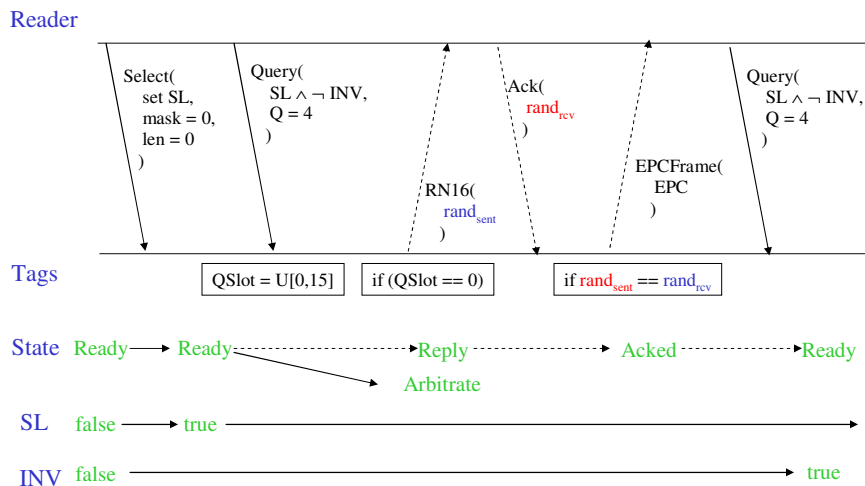 Reader
Select(
set SL,
mask = 0,
len = 0
)
Query(
SL ∧ ¬ INV,
Q = 4
)
RN16(
rand_sent
)
Ack(
rand_rcv
)
EPCFrame(
EPC
)
Query(
SL ∧ ¬ INV,
Q = 4
)
Tags
QSlot = U[0,15]
if (QSlot == 0)
if rand_sent == rand_rcv
State Ready Ready Reply Acked Ready
Arbitrate
SL false true
INV false true